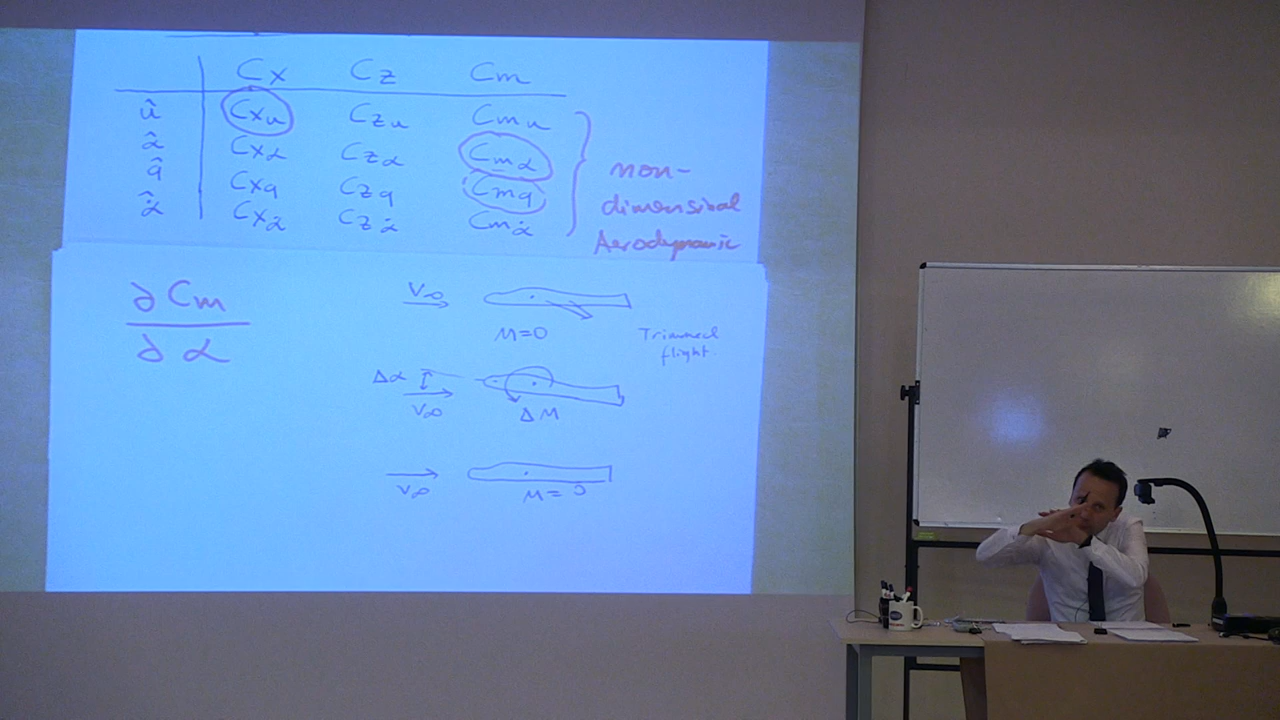 Cx Cz Cm
û Cxu Czu Cmu
α̂ Cxα Czα Cmα
q̂ Cxq Czq Cmq
α̇̂ Cxα̇ Czα̇ Cmα̇
non-
dimensional
Aerodynamic
∂Cm
∂α
V∞
M=0
Trimmed
flight.
Δα
V∞
ΔM
V∞
M=0